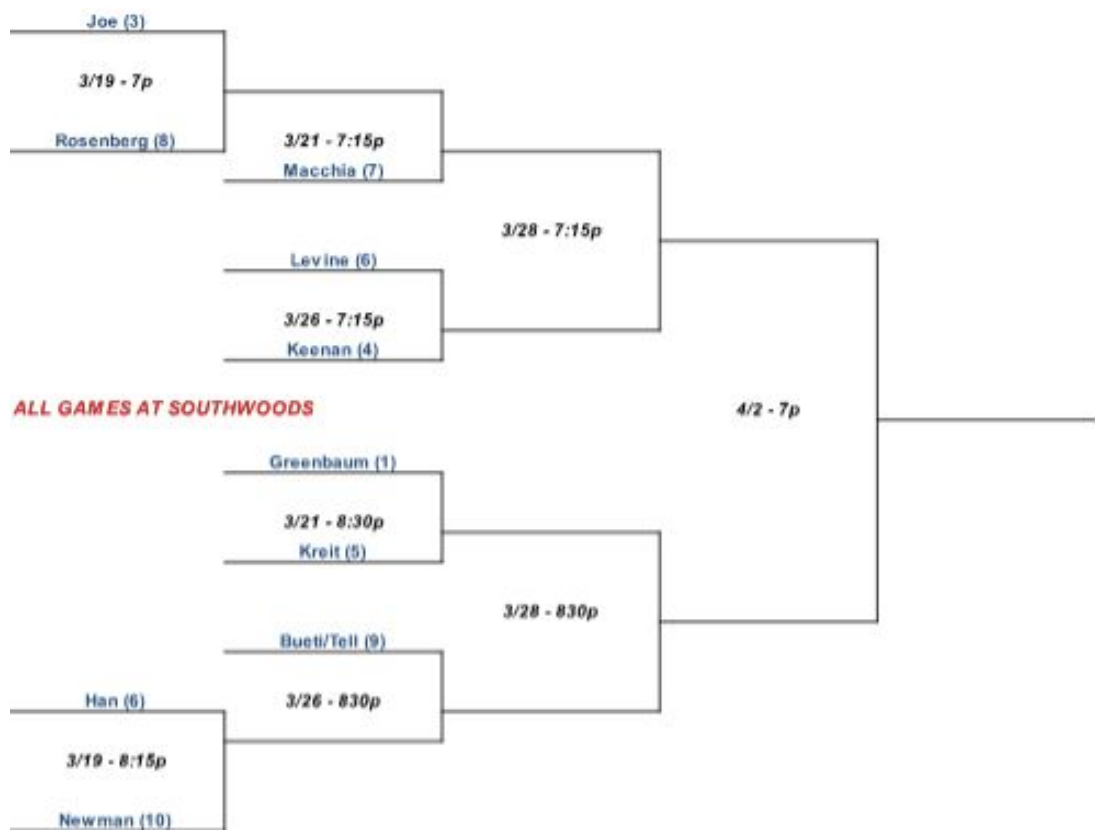 Joe (3)
3/19 - 7p
Rosenberg (8)
3/21 - 7:15p
Macchia (7)
3/28 - 7:15p
Levine (6)
3/26 - 7:15p
Keenan (4)
ALL GAMES AT SOUTHWOODS
4/2 - 7p
Greenbaum (1)
3/21 - 8:30p
Kreit (5)
3/28 - 830p
Bueti/Tell (9)
Han (6)
3/26 - 830p
3/19 - 8:15p
Newman (10)